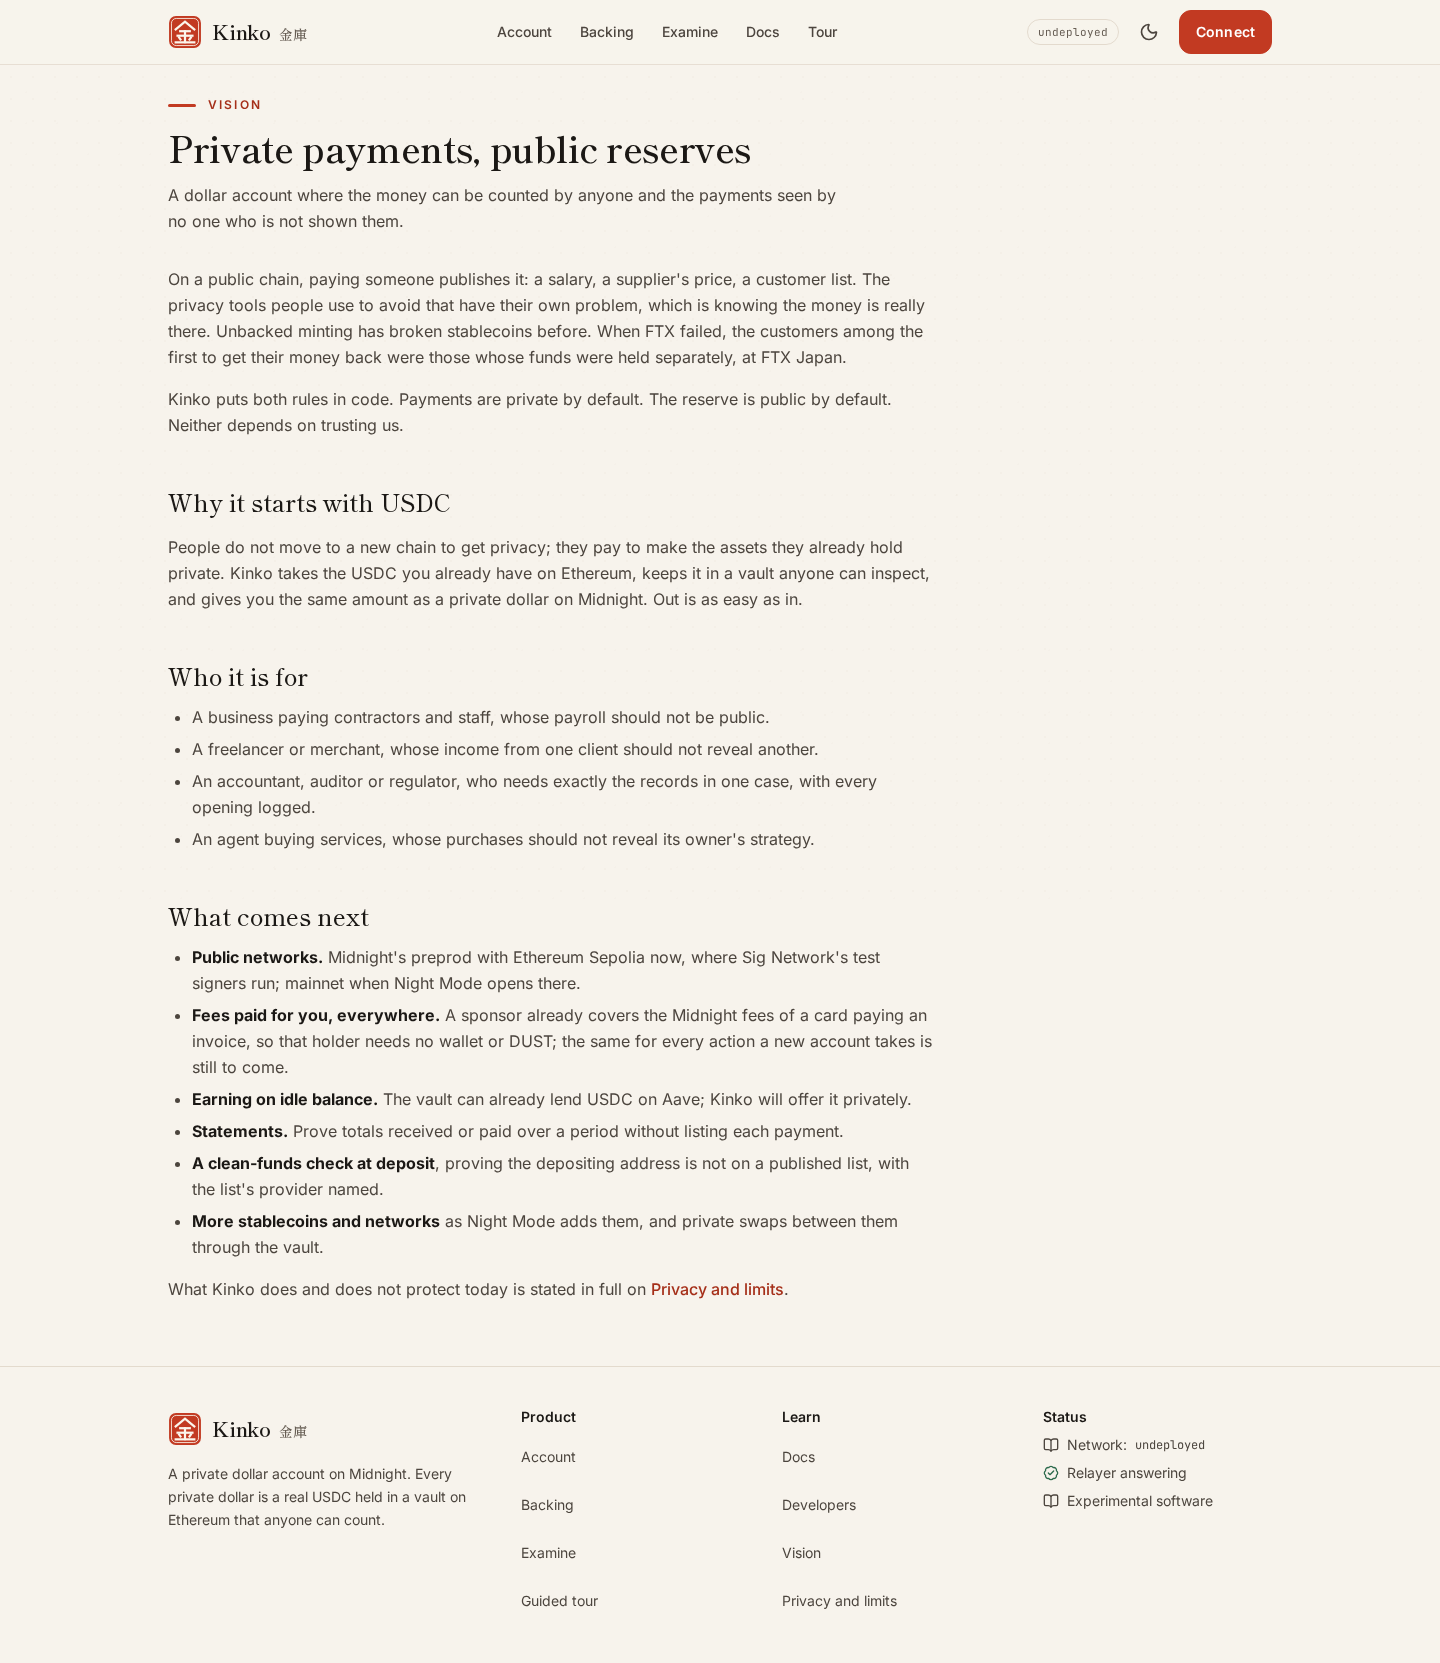 金 Kinko 金庫
Account
Backing
Examine
Docs
Tour
undeployed
Connect
VISION
Private payments, public reserves
A dollar account where the money can be counted by anyone and the payments seen by
no one who is not shown them.
On a public chain, paying someone publishes it: a salary, a supplier's price, a customer list. The
privacy tools people use to avoid that have their own problem, which is knowing the money is really
there. Unbacked minting has broken stablecoins before. When FTX failed, the customers among the
first to get their money back were those whose funds were held separately, at FTX Japan.
Kinko puts both rules in code. Payments are private by default. The reserve is public by default.
Neither depends on trusting us.
Why it starts with USDC
People do not move to a new chain to get privacy; they pay to make the assets they already hold
private. Kinko takes the USDC you already have on Ethereum, keeps it in a vault anyone can inspect,
and gives you the same amount as a private dollar on Midnight. Out is as easy as in.
Who it is for
• A business paying contractors and staff, whose payroll should not be public.
• A freelancer or merchant, whose income from one client should not reveal another.
• An accountant, auditor or regulator, who needs exactly the records in one case, with every
opening logged.
• An agent buying services, whose purchases should not reveal its owner's strategy.
What comes next
• Public networks. Midnight's preprod with Ethereum Sepolia now, where Sig Network's test
signers run; mainnet when Night Mode opens there.
• Fees paid for you, everywhere. A sponsor already covers the Midnight fees of a card paying an
invoice, so that holder needs no wallet or DUST; the same for every action a new account takes is
still to come.
• Earning on idle balance. The vault can already lend USDC on Aave; Kinko will offer it privately.
• Statements. Prove totals received or paid over a period without listing each payment.
• A clean-funds check at deposit, proving the depositing address is not on a published list, with
the list's provider named.
• More stablecoins and networks as Night Mode adds them, and private swaps between them
through the vault.
What Kinko does and does not protect today is stated in full on Privacy and limits.
金 Kinko 金庫
A private dollar account on Midnight. Every
private dollar is a real USDC held in a vault on
Ethereum that anyone can count.
Product
Account
Backing
Examine
Guided tour
Learn
Docs
Developers
Vision
Privacy and limits
Status
Network: undeployed
Relayer answering
Experimental software